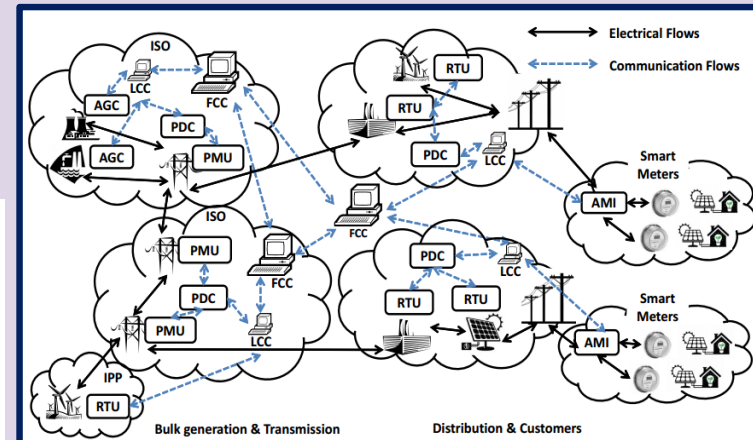 Electrical Flows
Communication Flows
ISO
LCC
FCC
AGC
PDC
AGC
PMU
RTU
RTU
PDC
LCC
Smart
Meters
AMI
FCC
ISO
PMU
FCC
PDC
PMU
LCC
PDC
LCC
RTU
RTU
Smart
Meters
AMI
IPP
RTU
Bulk generation & Transmission
Distribution & Customers